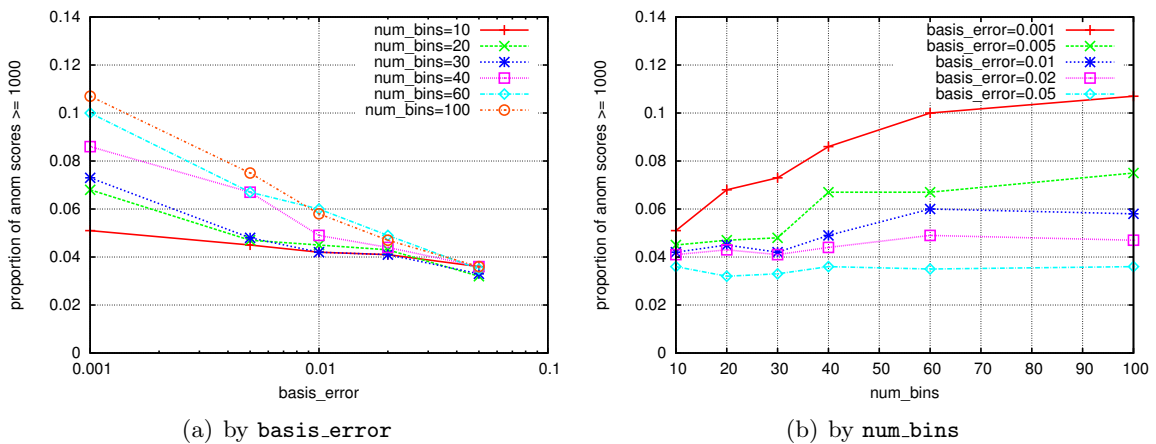 0.14
0.12
0.1
0.08
0.06
0.04
0.02
0
proportion of anom scores >= 1000
num_bins=10
num_bins=20
num_bins=30
num_bins=40
num_bins=60
num_bins=100
0.001
0.01
0.1
basis_error
(a) by basis_error
0.14
0.12
0.1
0.08
0.06
0.04
0.02
0
proportion of anom scores >= 1000
basis_error=0.001
basis_error=0.005
basis_error=0.01
basis_error=0.02
basis_error=0.05
10 20 30 40 50 60 70 80 90 100
num_bins
(b) by num_bins